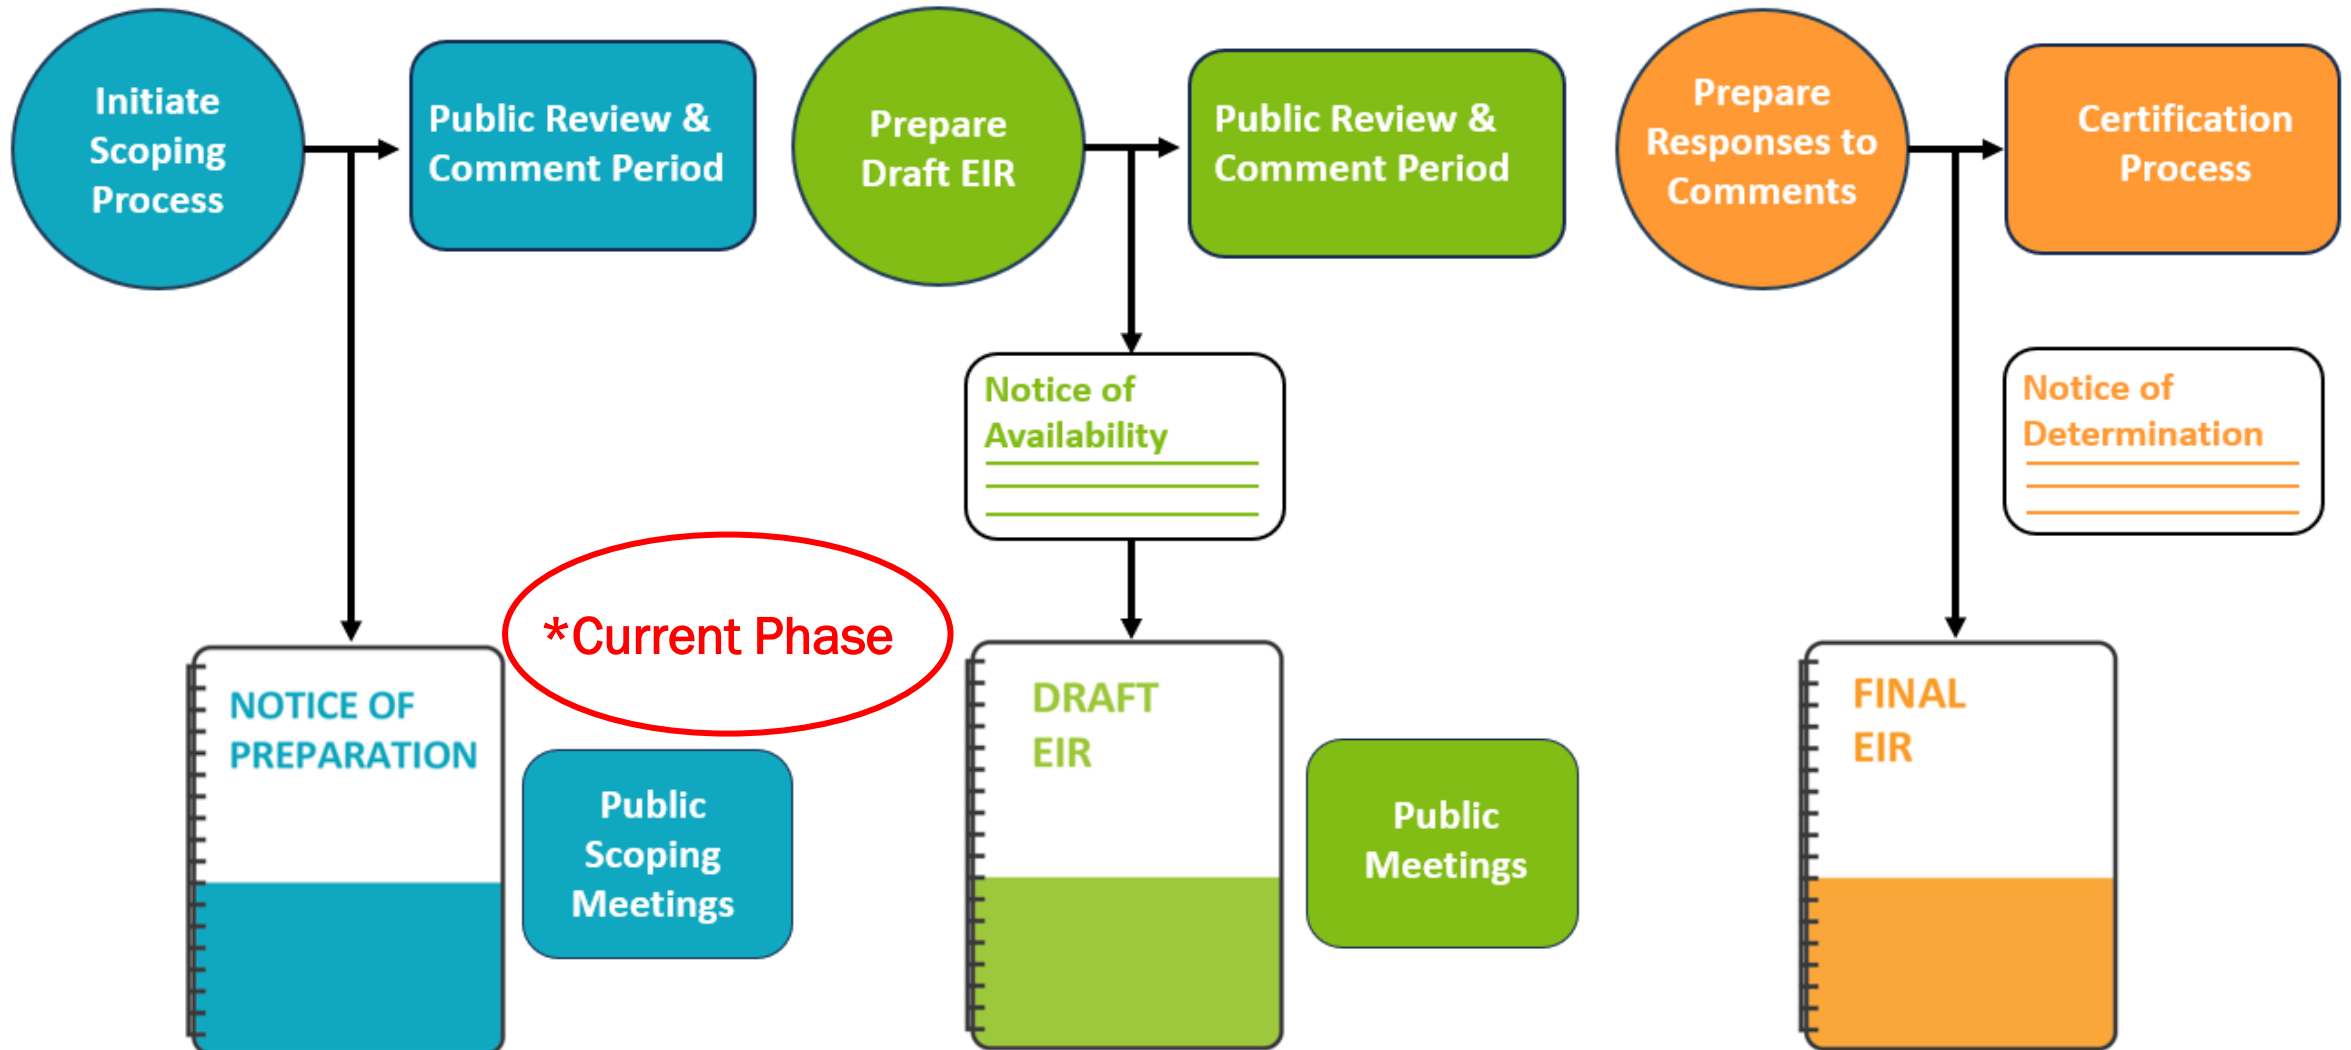 Initiate
Scoping
Process
Public Review &
Comment Period
Prepare
Draft EIR
Public Review &
Comment Period
Prepare
Responses to
Comments
Certification
Process
Notice of
Availability
Notice of
Determination
*Current Phase
NOTICE OF
PREPARATION
Public
Scoping
Meetings
DRAFT
EIR
Public
Meetings
FINAL
EIR